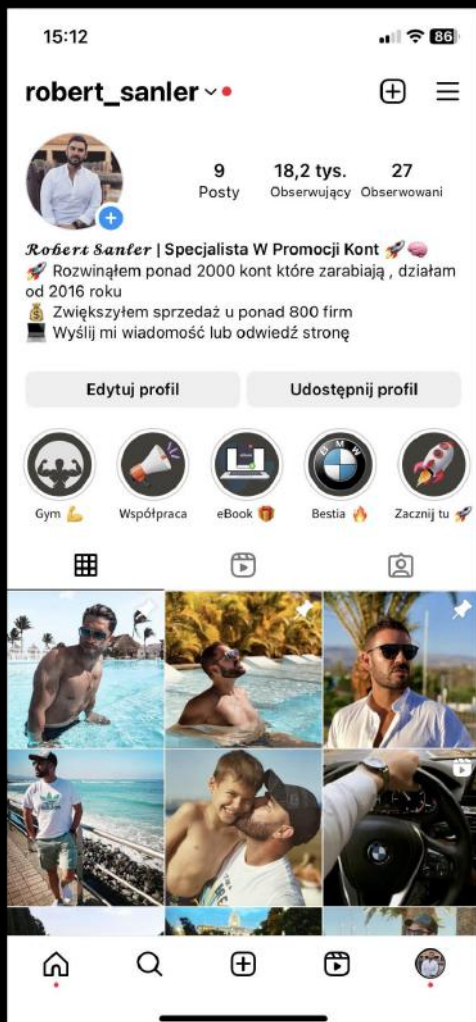 15:12
86
robert_sanler
9
18,2 tys.
27
Posty
Obserwujący
Obserwowani
𝓡𝓸𝓫𝓮𝓻𝓽 𝓢𝓪𝓷𝓵𝓮𝓻 | Specjalista W Promocji Kont 🚀🧠
🚀 Rozwinąłem ponad 2000 kont które zarabiają , działam
od 2016 roku
💰 Zwiększyłem sprzedaż u ponad 800 firm
💻 Wyślij mi wiadomość lub odwiedź stronę
Edytuj profil
Udostępnij profil
BMW
Gym 💪
Współpraca
eBook 🎁
Bestia 🔥
Zacznij tu 🚀